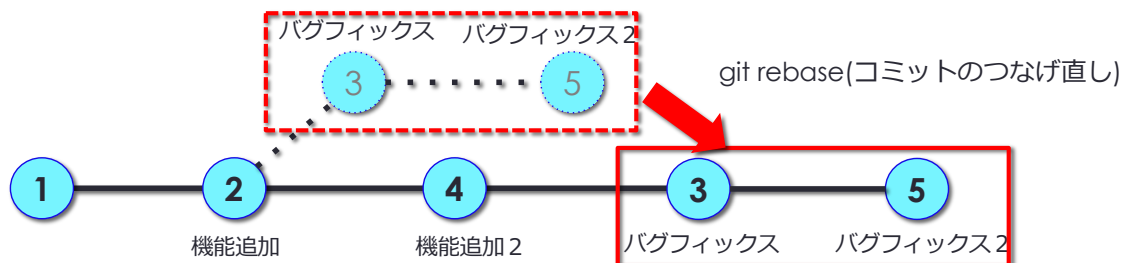 バグフィックス
バグフィックス２
3
5
git rebase(コミットのつなげ直し)
1
2
4
3
5
機能追加
機能追加２
バグフィックス
バグフィックス２